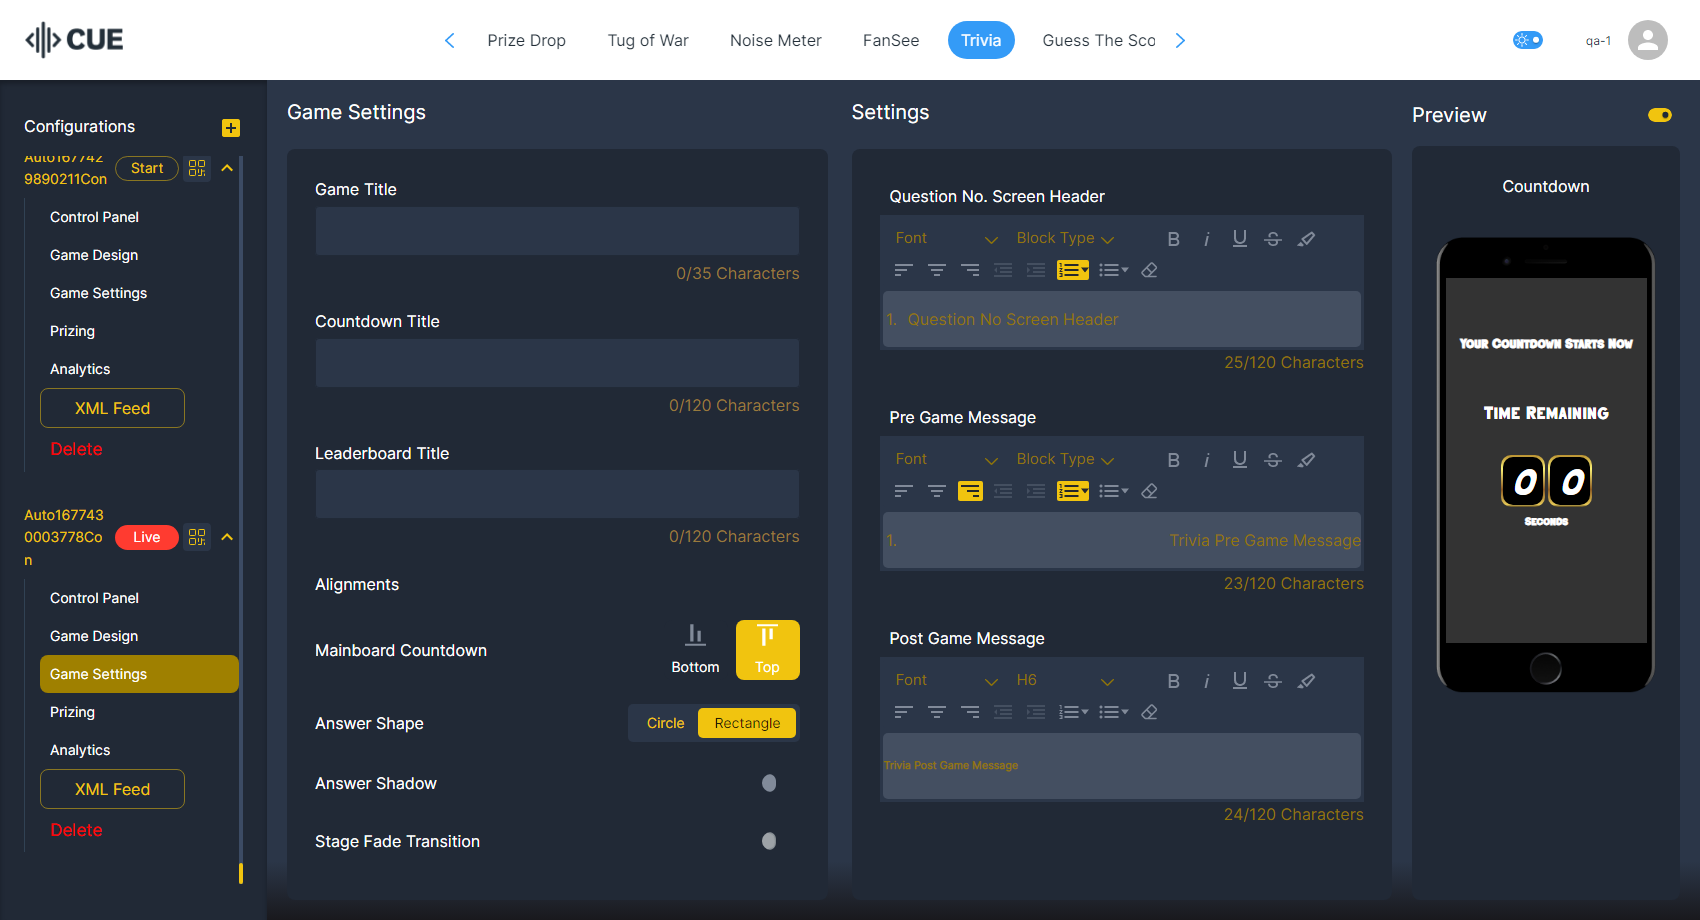 CUE
Prize Drop
Tug of War
Noise Meter
FanSee
Trivia
Guess The Sco
qa-1
Configurations
Auto167742
9890211Con
Start
Control Panel
Game Design
Game Settings
Prizing
Analytics
XML Feed
Delete
Auto167743
0003778Co
n
Live
Control Panel
Game Design
Game Settings
Prizing
Analytics
XML Feed
Delete
Game Settings
Game Title
0/35 Characters
Countdown Title
0/120 Characters
Leaderboard Title
0/120 Characters
Alignments
Mainboard Countdown
Bottom
Top
Answer Shape
Circle
Rectangle
Answer Shadow
Stage Fade Transition
Settings
Question No. Screen Header
Font
Block Type
B i U S
1. Question No Screen Header
25/120 Characters
Pre Game Message
Font
Block Type
B i U S
1. Trivia Pre Game Message
23/120 Characters
Post Game Message
Font
H6
B i U S
Trivia Post Game Message
24/120 Characters
Preview
Countdown
Your Countdown Starts Now
Time Remaining
0 0
Seconds